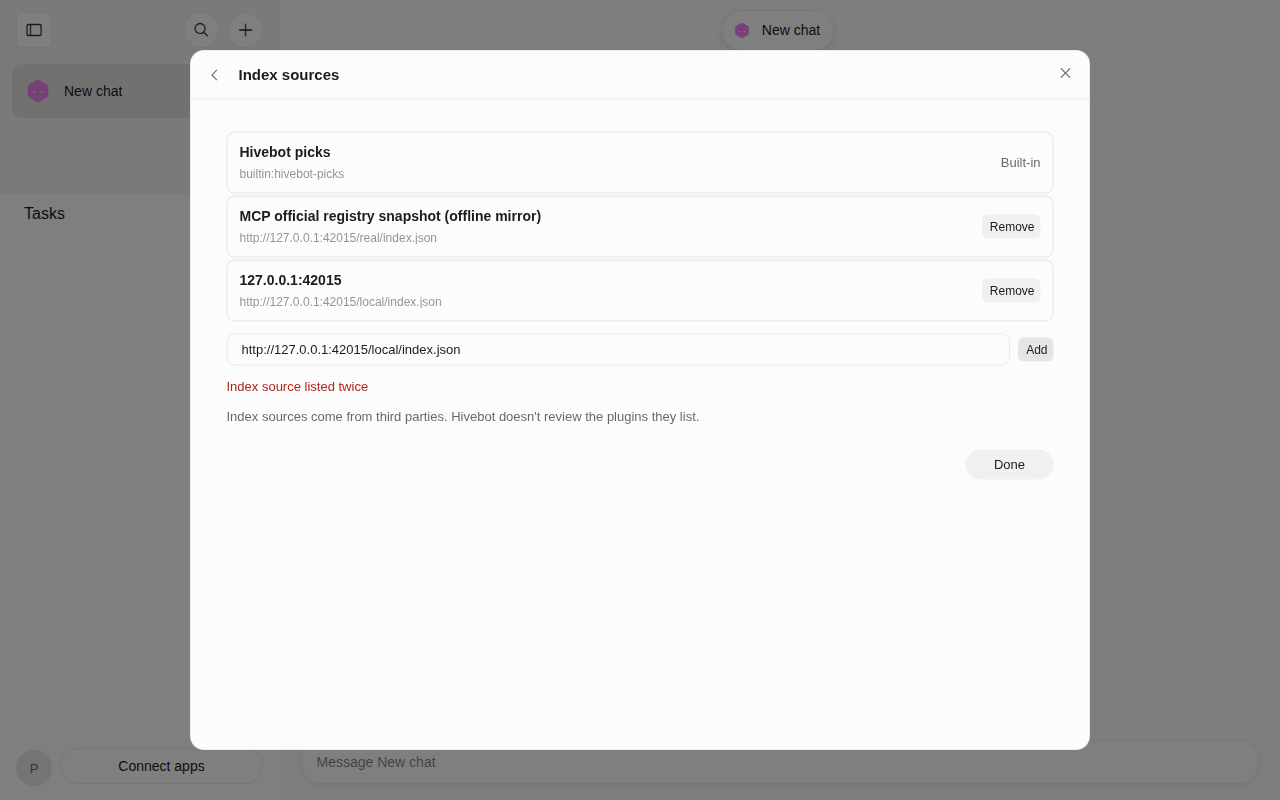 New chat
New chat
Tasks
Index sources
Hivebot picks
builtin:hivebot-picks
Built-in
MCP official registry snapshot (offline mirror)
http://127.0.0.1:42015/real/index.json
Remove
127.0.0.1:42015
http://127.0.0.1:42015/local/index.json
Remove
http://127.0.0.1:42015/local/index.json
Add
Index source listed twice
Index sources come from third parties. Hivebot doesn't review the plugins they list.
Done
P
Connect apps
Message New chat